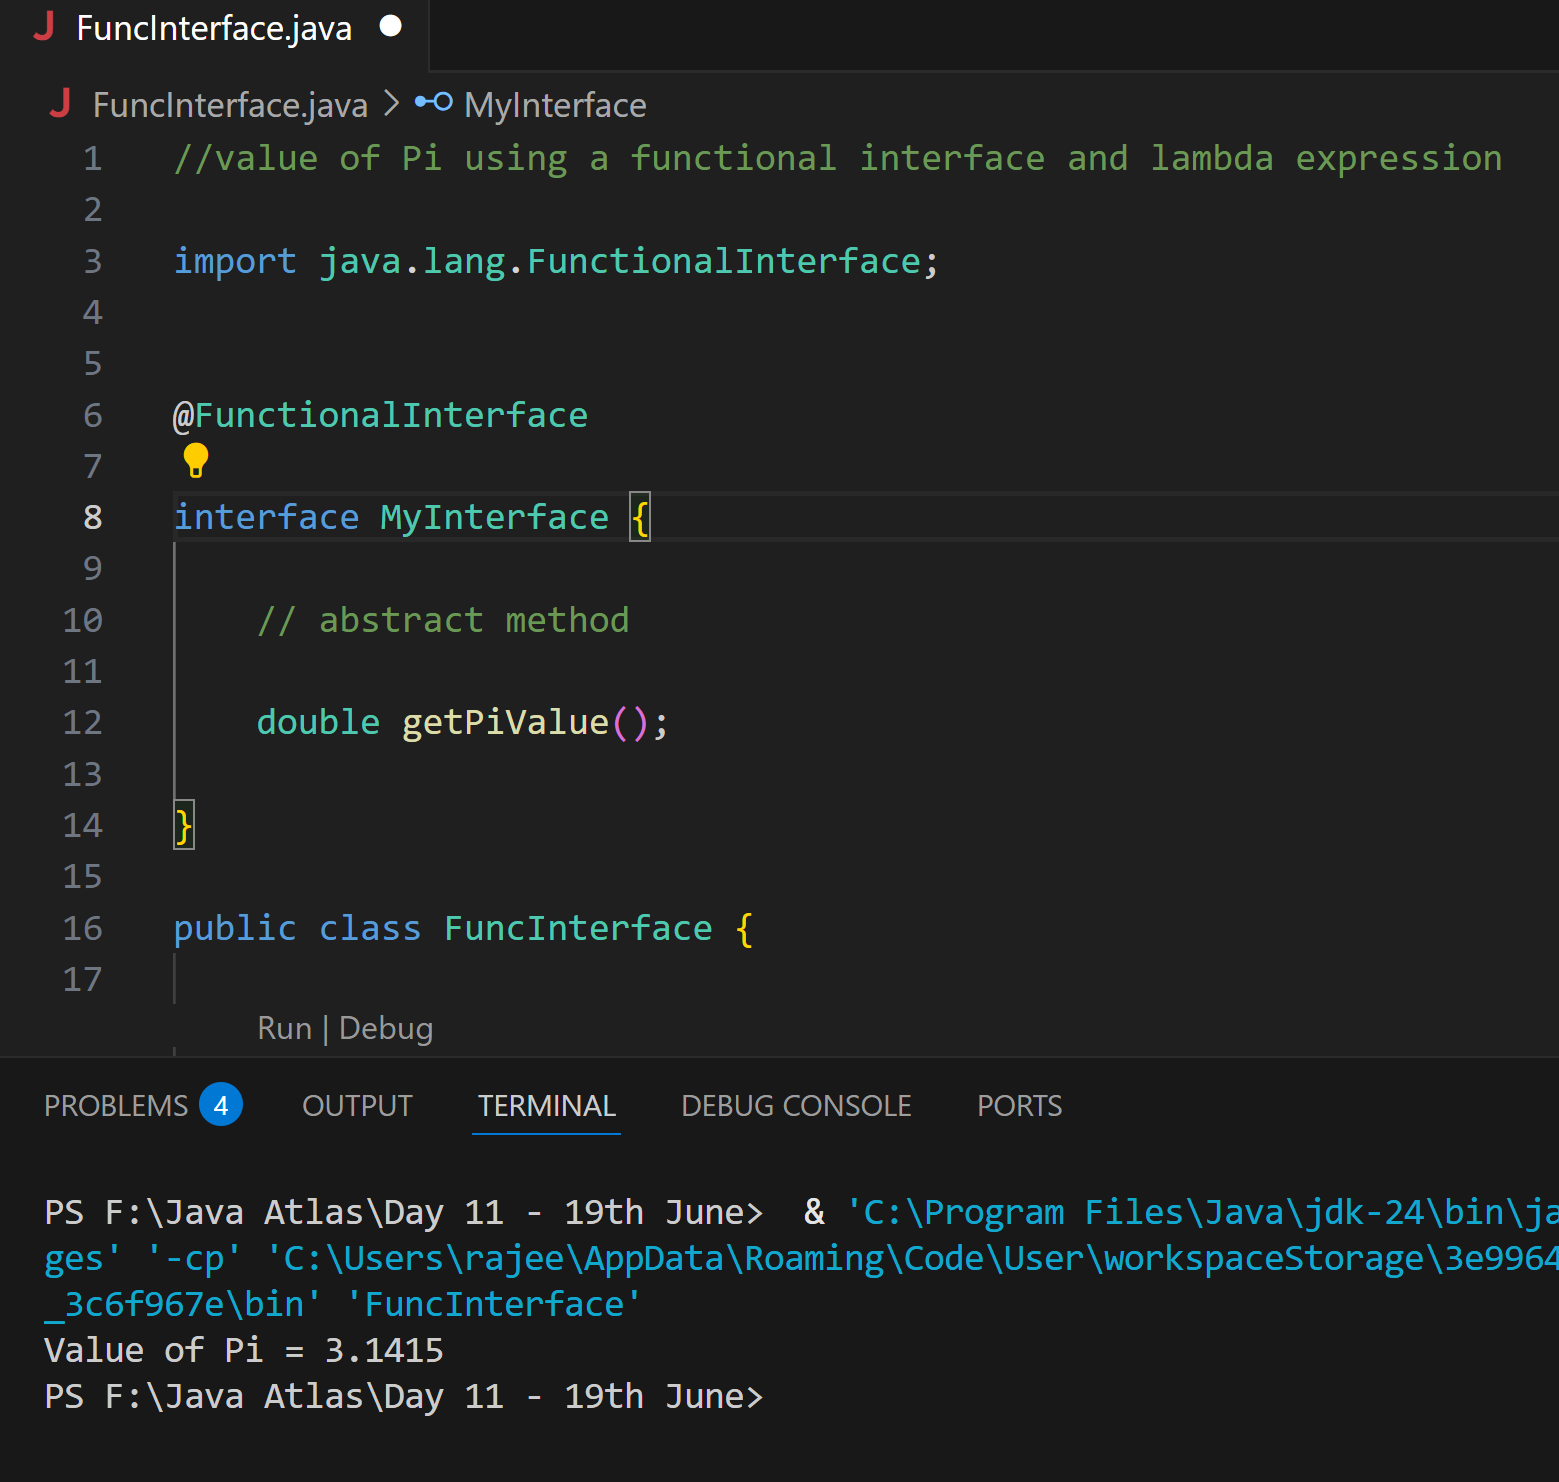 FuncInterface.java
FuncInterface.java > MyInterface
1 //value of Pi using a functional interface and lambda expression
2
3 import java.lang.FunctionalInterface;
4
5
6 @FunctionalInterface
7
8 interface MyInterface {
9
10 // abstract method
11
12 double getPiValue();
13
14 }
15
16 public class FuncInterface {
17
Run | Debug
PROBLEMS 4 OUTPUT TERMINAL DEBUG CONSOLE PORTS
PS F:\Java Atlas\Day 11 - 19th June>  & 'C:\Program Files\Java\jdk-24\bin\ja
ges' '-cp' 'C:\Users\rajee\AppData\Roaming\Code\User\workspaceStorage\3e9964
_3c6f967e\bin' 'FuncInterface'
Value of Pi = 3.1415
PS F:\Java Atlas\Day 11 - 19th June>